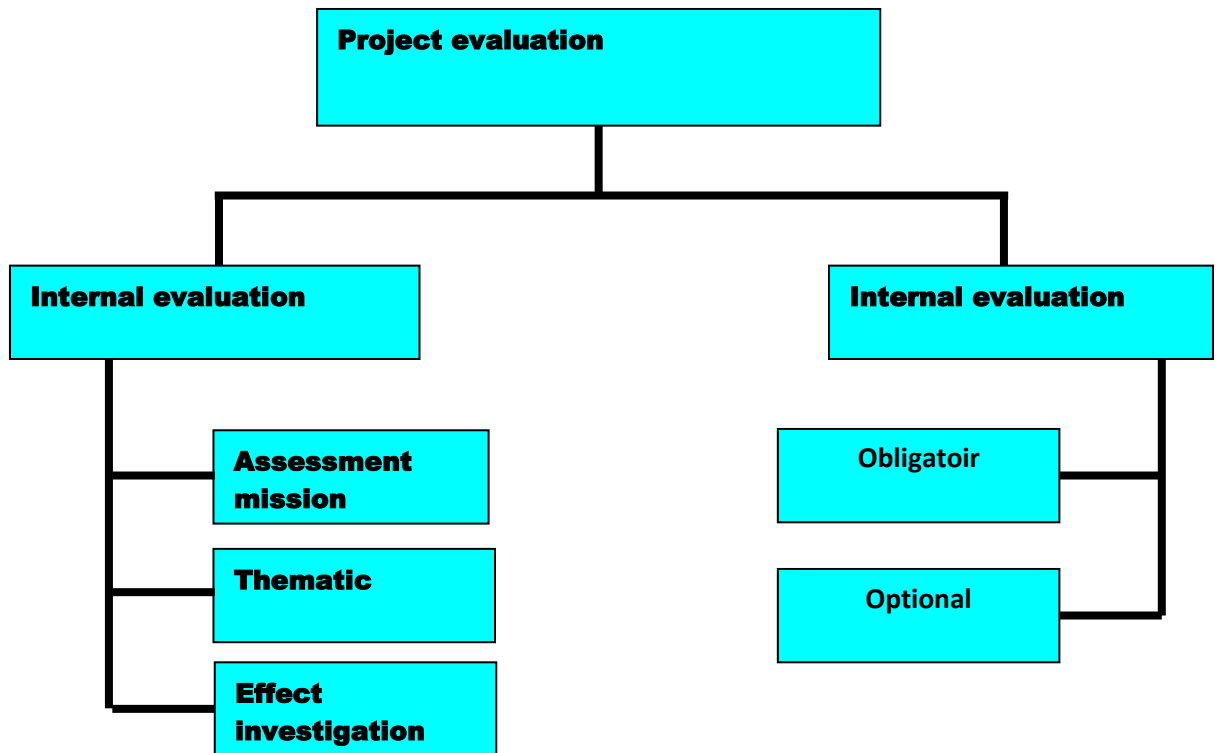 Project evaluation
Internal evaluation
Internal evaluation
Assessment
mission
Obligatoir
Thematic
Optional
Effect
investigation